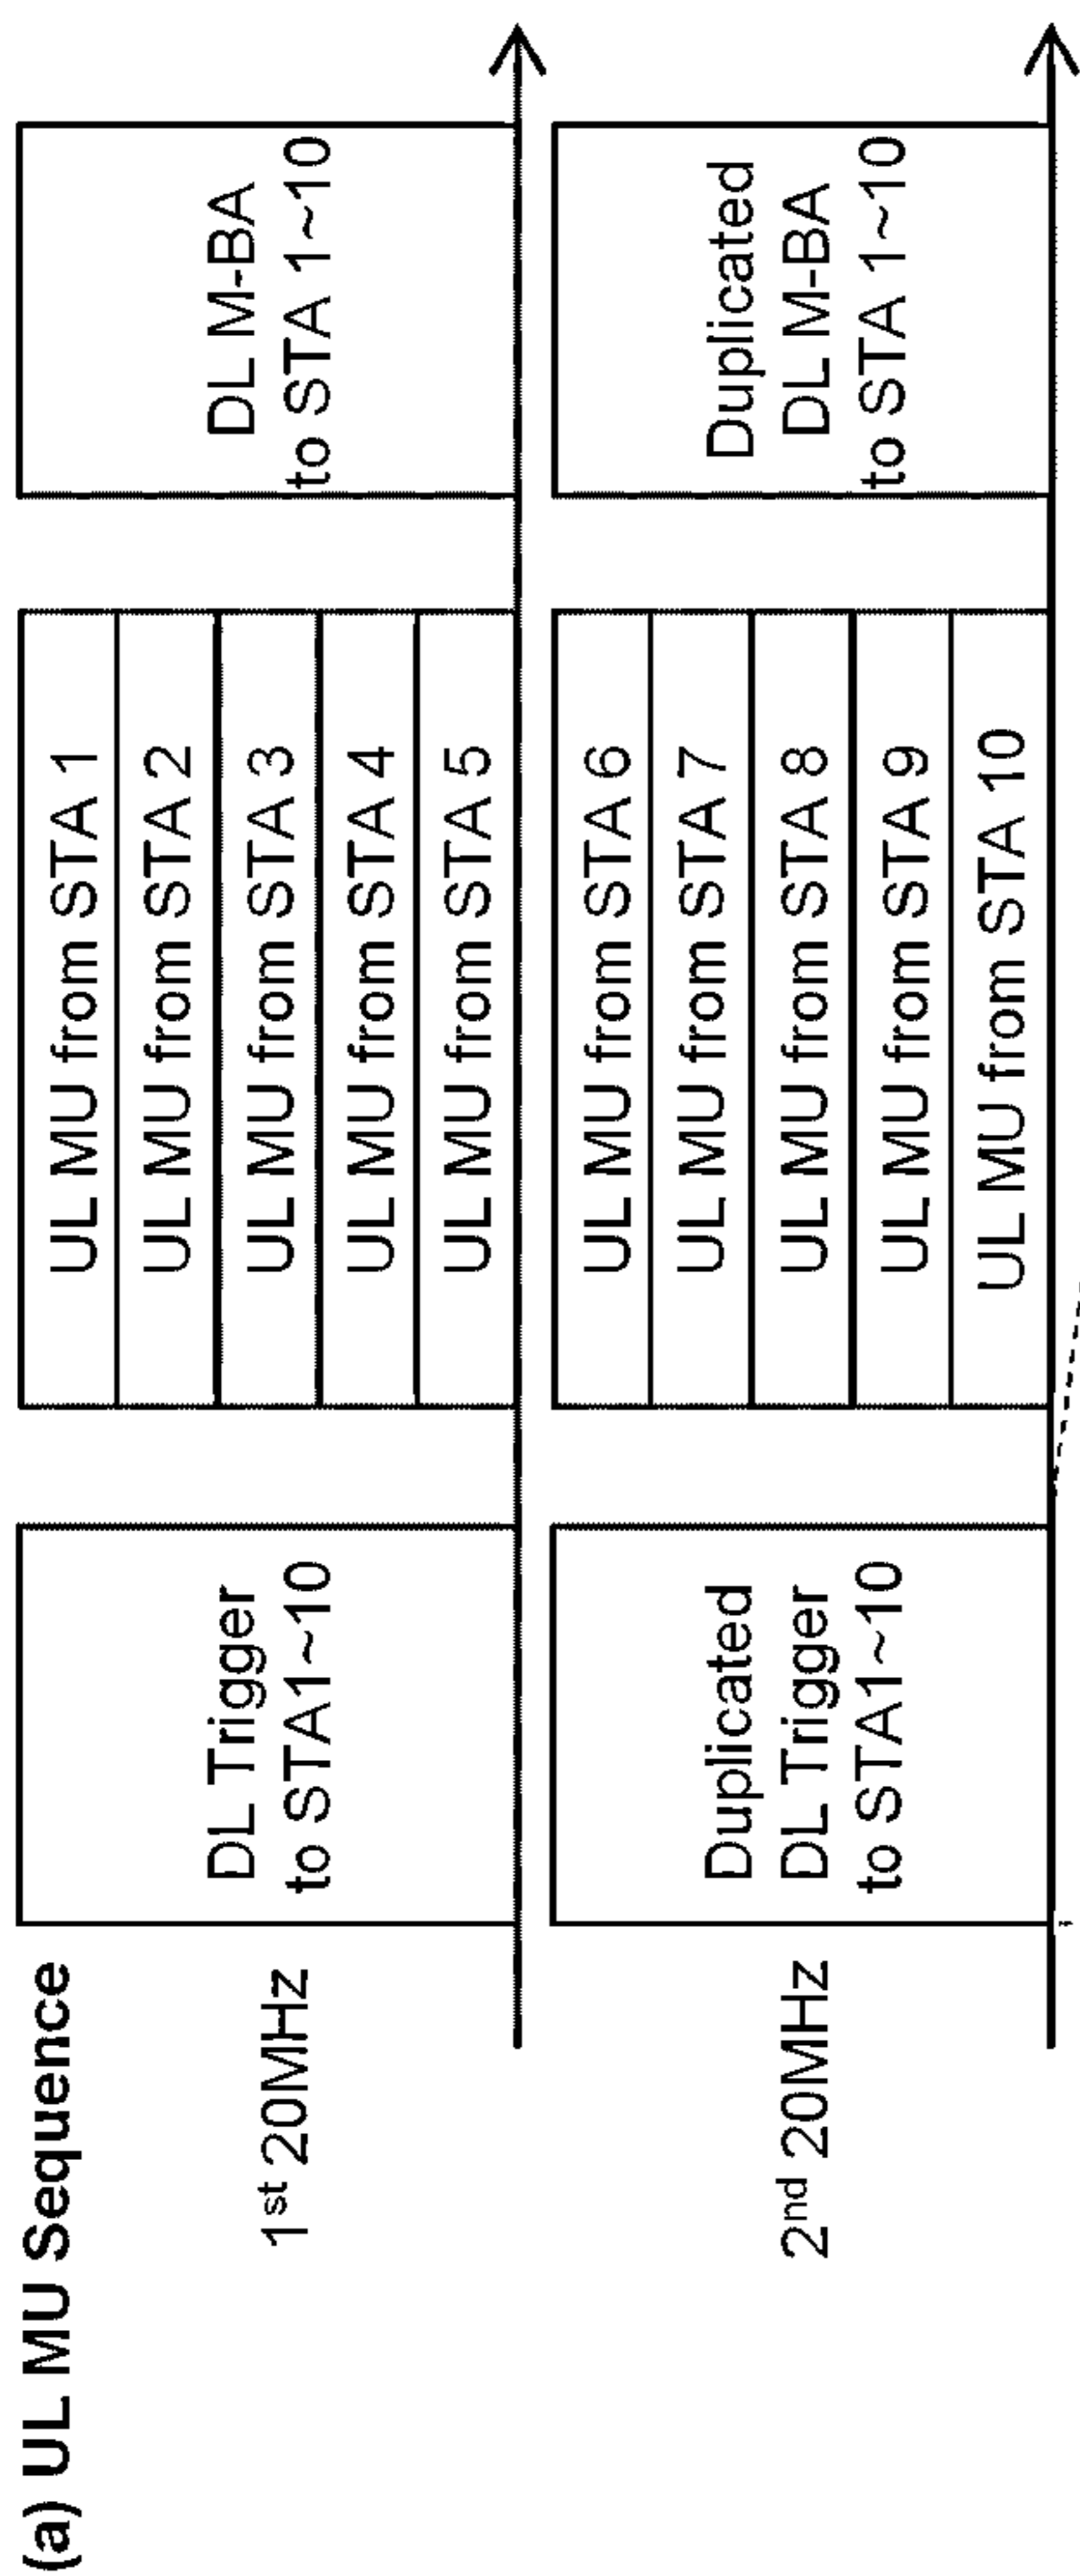 (a) UL MU Sequence
1st 20MHz
DL Trigger
to STA1~10
UL MU from STA 1
UL MU from STA 2
UL MU from STA 3
UL MU from STA 4
UL MU from STA 5
DL M-BA
to STA 1~10
2nd 20MHz
Duplicated
DL Trigger
to STA1~10
UL MU from STA 6
UL MU from STA 7
UL MU from STA 8
UL MU from STA 9
UL MU from STA 10
Duplicated
DL M-BA
to STA 1~10